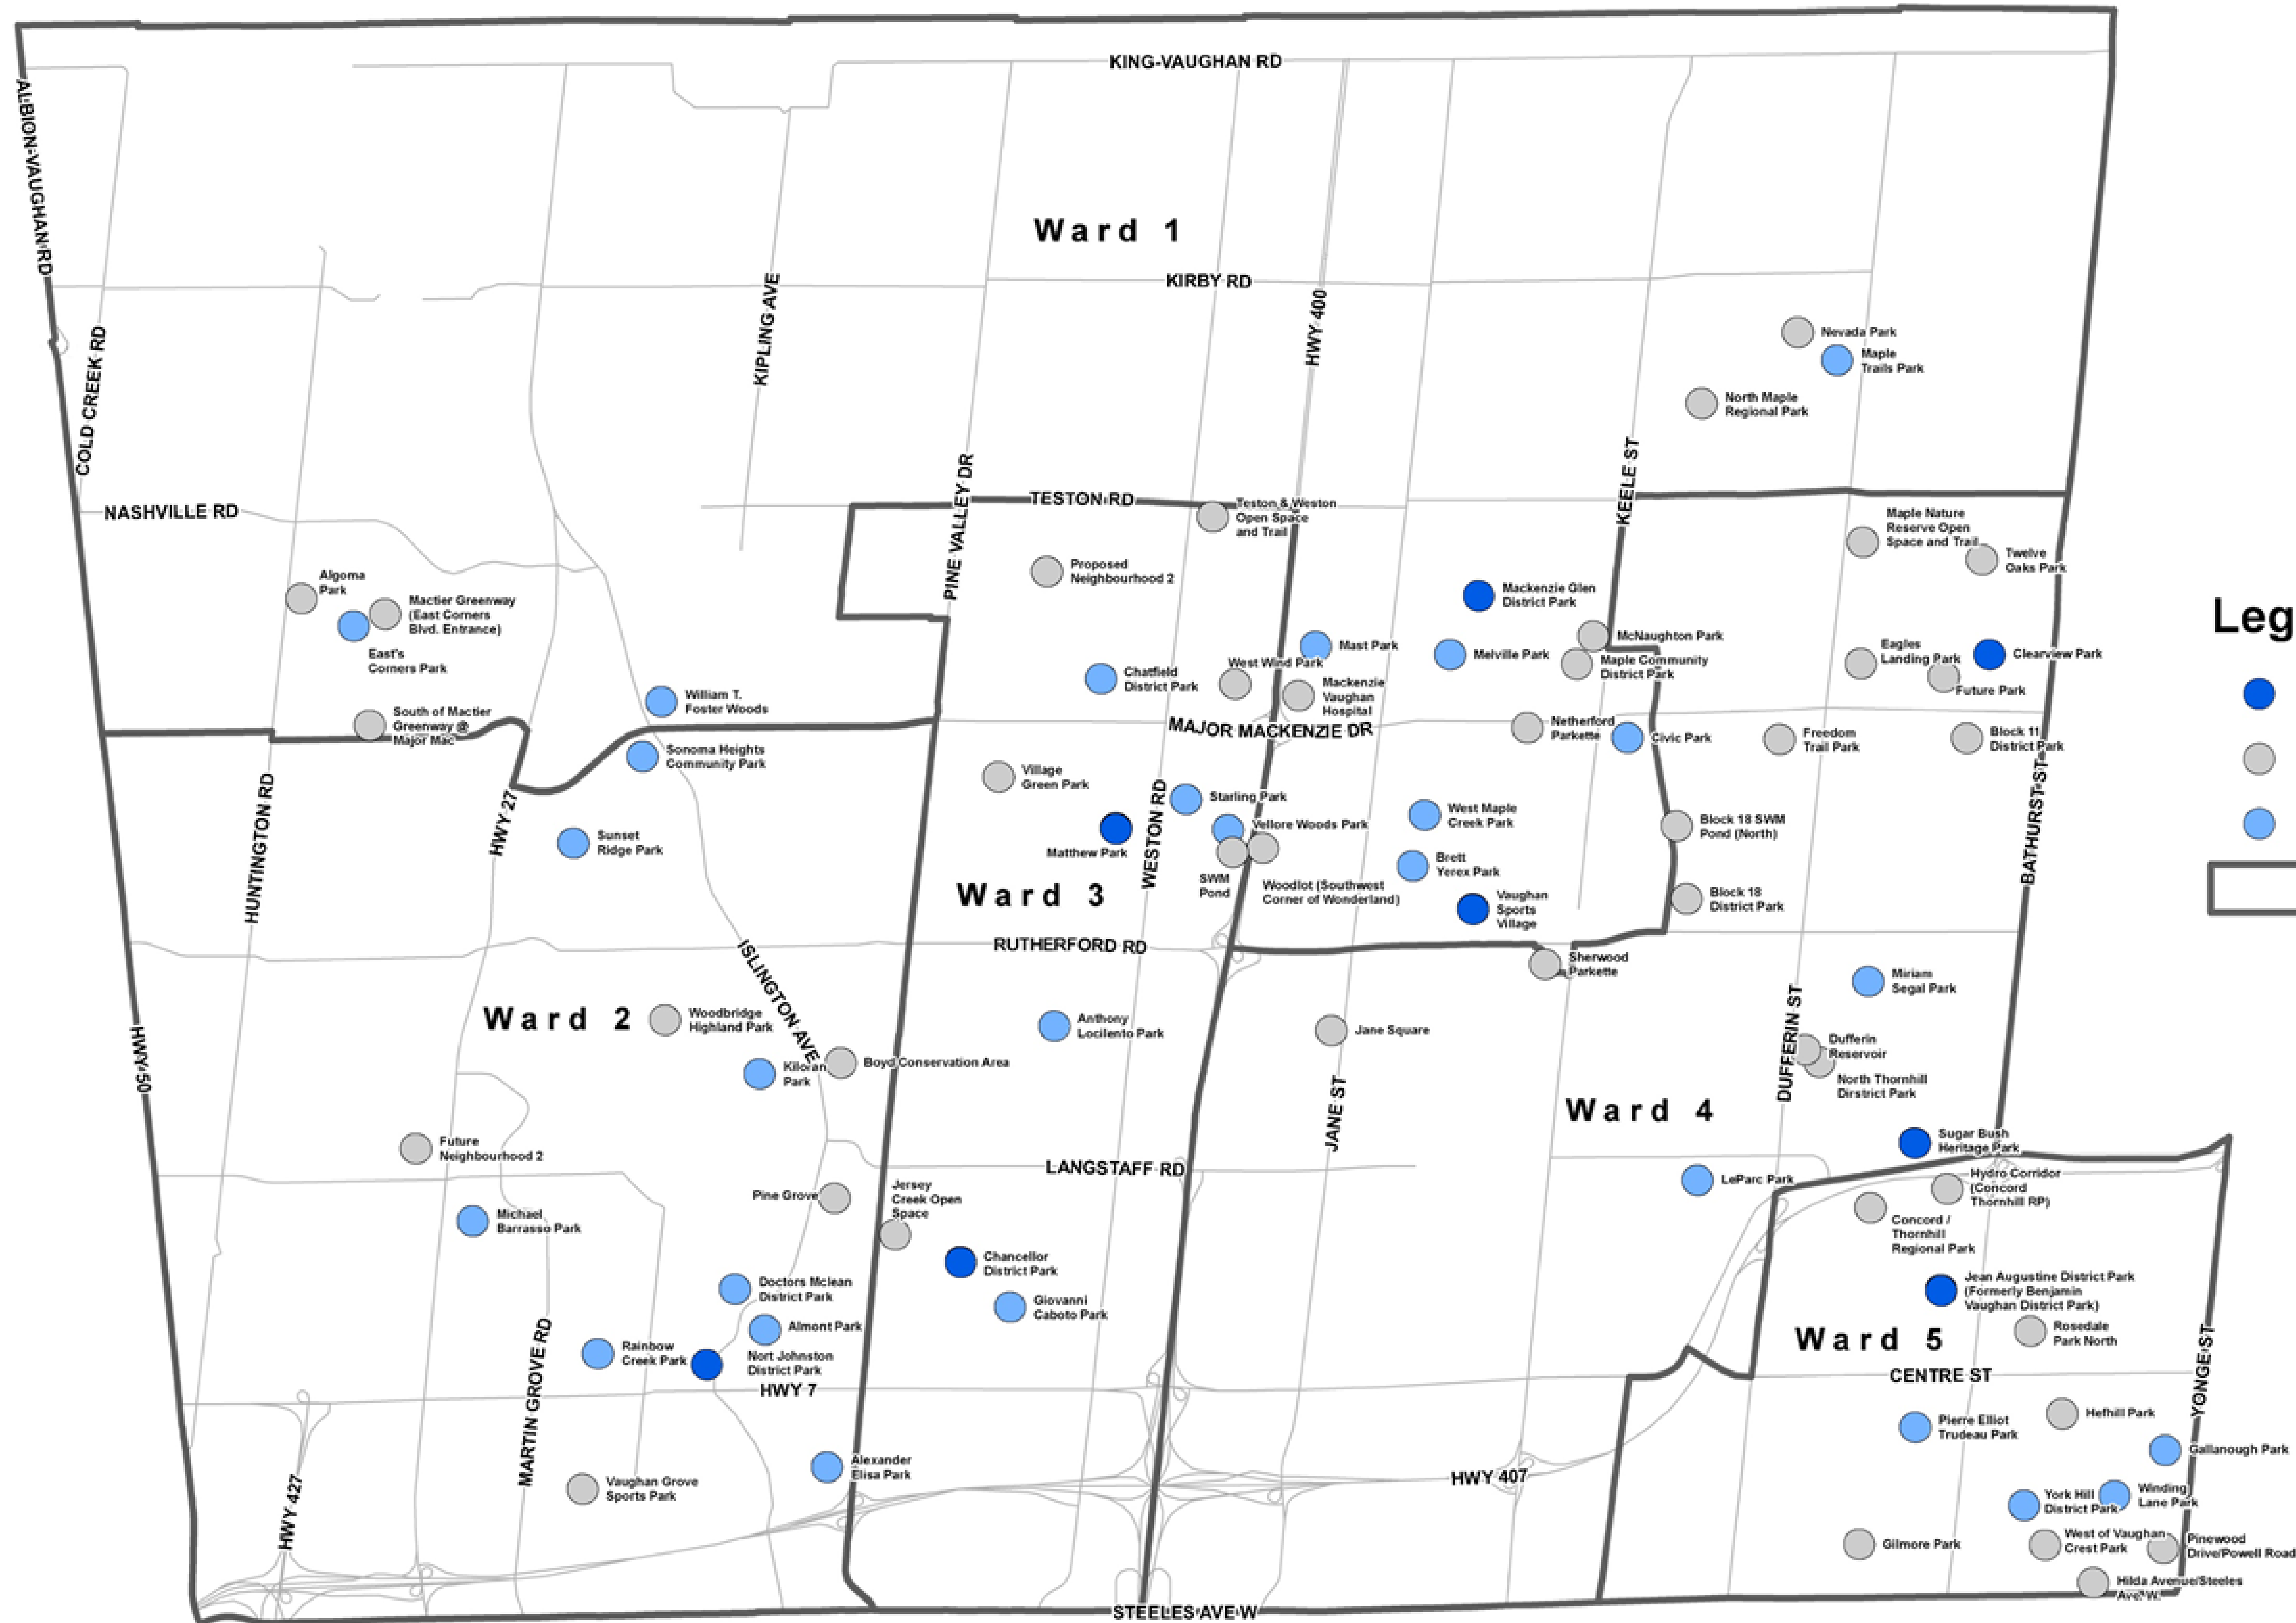 KING-VAUGHAN RD
ALBION-VAUGHAN RD
Ward 1
KIRBY RD
KIPLING AVE
HWY 400
COLD CREEK RD
Nevada Park
Maple
Trails Park
North Maple
Regional Park
KEELE ST
PINE VALLEY DR
TESTON RD
NASHVILLE RD
Teston & Weston
Open Space
and Trail
Maple Nature
Reserve Open
Space and Trail
Twelve
Oaks Park
Proposed
Neighbourhood 2
Algoma
Park
Mactier Greenway
(East Corners
Blvd. Entrance)
East's
Corners Park
Mackenzie Glen
District Park
McNaughton Park
Mast Park
Melville Park
Maple Community
District Park
Eagles
Landing Park
Clearview Park
Future Park
Leg
West Wind Park
Chatfield
District Park
Mackenzie
Vaughan
Hospital
William T.
Foster Woods
South of Mactier
Greenway @
Major Mac
MAJOR MACKENZIE DR
Netherford
Parkette
Civic Park
Freedom
Trail Park
Block 11
District Park
Sonoma Heights
Community Park
Village
Green Park
HUNTINGTON RD
HWY 27
WESTON RD
BATHURST ST
Starling Park
West Maple
Creek Park
Vellore Woods Park
Block 18 SWM
Pond (North)
Sunset
Ridge Park
Matthew Park
Brett
Yerex Park
SWM
Pond
Woodlot (Southwest
Corner of Wonderland)
Ward 3
Vaughan
Sports
Village
Block 18
District Park
RUTHERFORD RD
ISLINGTON AVE
Sherwood
Parkette
Miriam
Segal Park
Ward 2
Woodbridge
Highland Park
Anthony
Locilento Park
Jane Square
DUFFERIN ST
Dufferin
Reservoir
HWY 50
Kiloran
Park
Boyd Conservation Area
North Thornhill
Dirstrict Park
JANE ST
Ward 4
Future
Neighbourhood 2
Sugar Bush
Heritage Park
LANGSTAFF RD
LeParc Park
Hydro Corridor
(Concord
Thornhill RP)
Pine Grove
Jersey
Creek Open
Space
Michael
Barrasso Park
Concord /
Thornhill
Regional Park
Chancellor
District Park
Doctors Mclean
District Park
Jean Augustine District Park
(Formerly Benjamin
Vaughan District Park)
Giovanni
Caboto Park
Almont Park
Rosedale
Park North
Ward 5
Rainbow
Creek Park
Nort Johnston
District Park
HWY 7
CENTRE ST
YONGE ST
MARTIN GROVE RD
Hefhill Park
Pierre Elliot
Trudeau Park
Gallanough Park
Alexander
Elisa Park
HWY 407
Vaughan Grove
Sports Park
HWY 427
York Hill
District Park
Winding
Lane Park
Gilmore Park
West of Vaughan
Crest Park
Pinewood
Drive/Powell Road
Hilda Avenue/Steeles
Ave. W.
STEELES AVE W